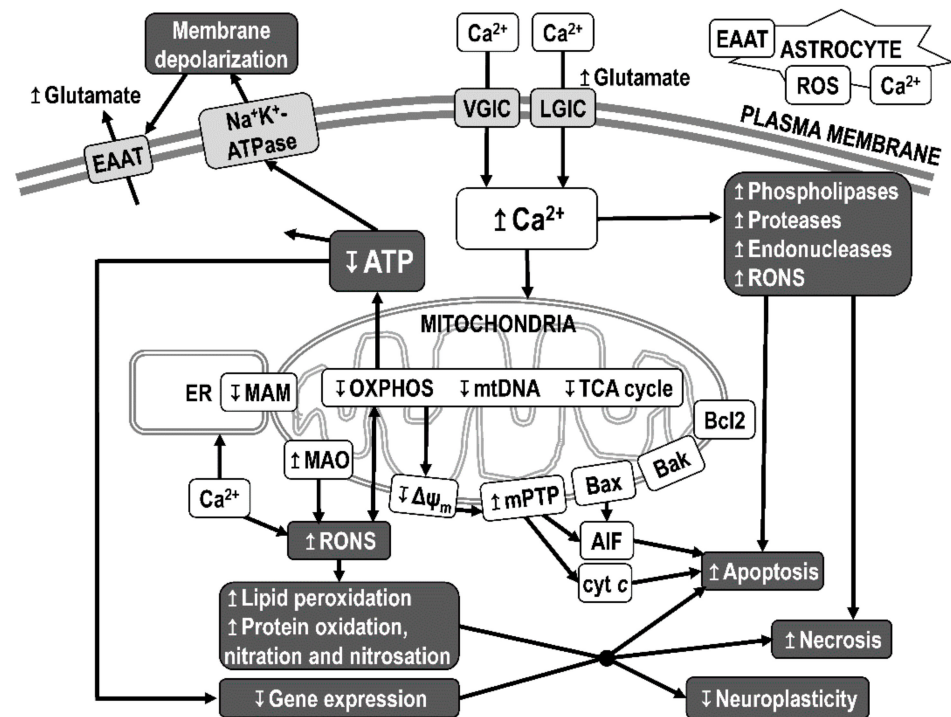 Membrane
depolarization
Ca²⁺
Ca²⁺
EAAT
ASTROCYTE
ROS
Ca²⁺
↥Glutamate
↥Glutamate
EAAT
Na⁺K⁺-
ATPase
VGIC
LGIC
PLASMA MEMBRANE
↥Phospholipases
↥Proteases
↥Endonucleases
↥RONS
↥Ca²⁺
↧ATP
MITOCHONDRIA
ER
↧MAM
↧OXPHOS ↧mtDNA ↧TCA cycle
Bcl2
Bak
Bax
↥MAO
Ca²⁺
↧Δψₘ
↥mPTP
↥RONS
AIF
cyt c
↥Apoptosis
↥Lipid peroxidation
↥Protein oxidation,
nitration and nitrosation
↥Necrosis
↧Gene expression
↧Neuroplasticity